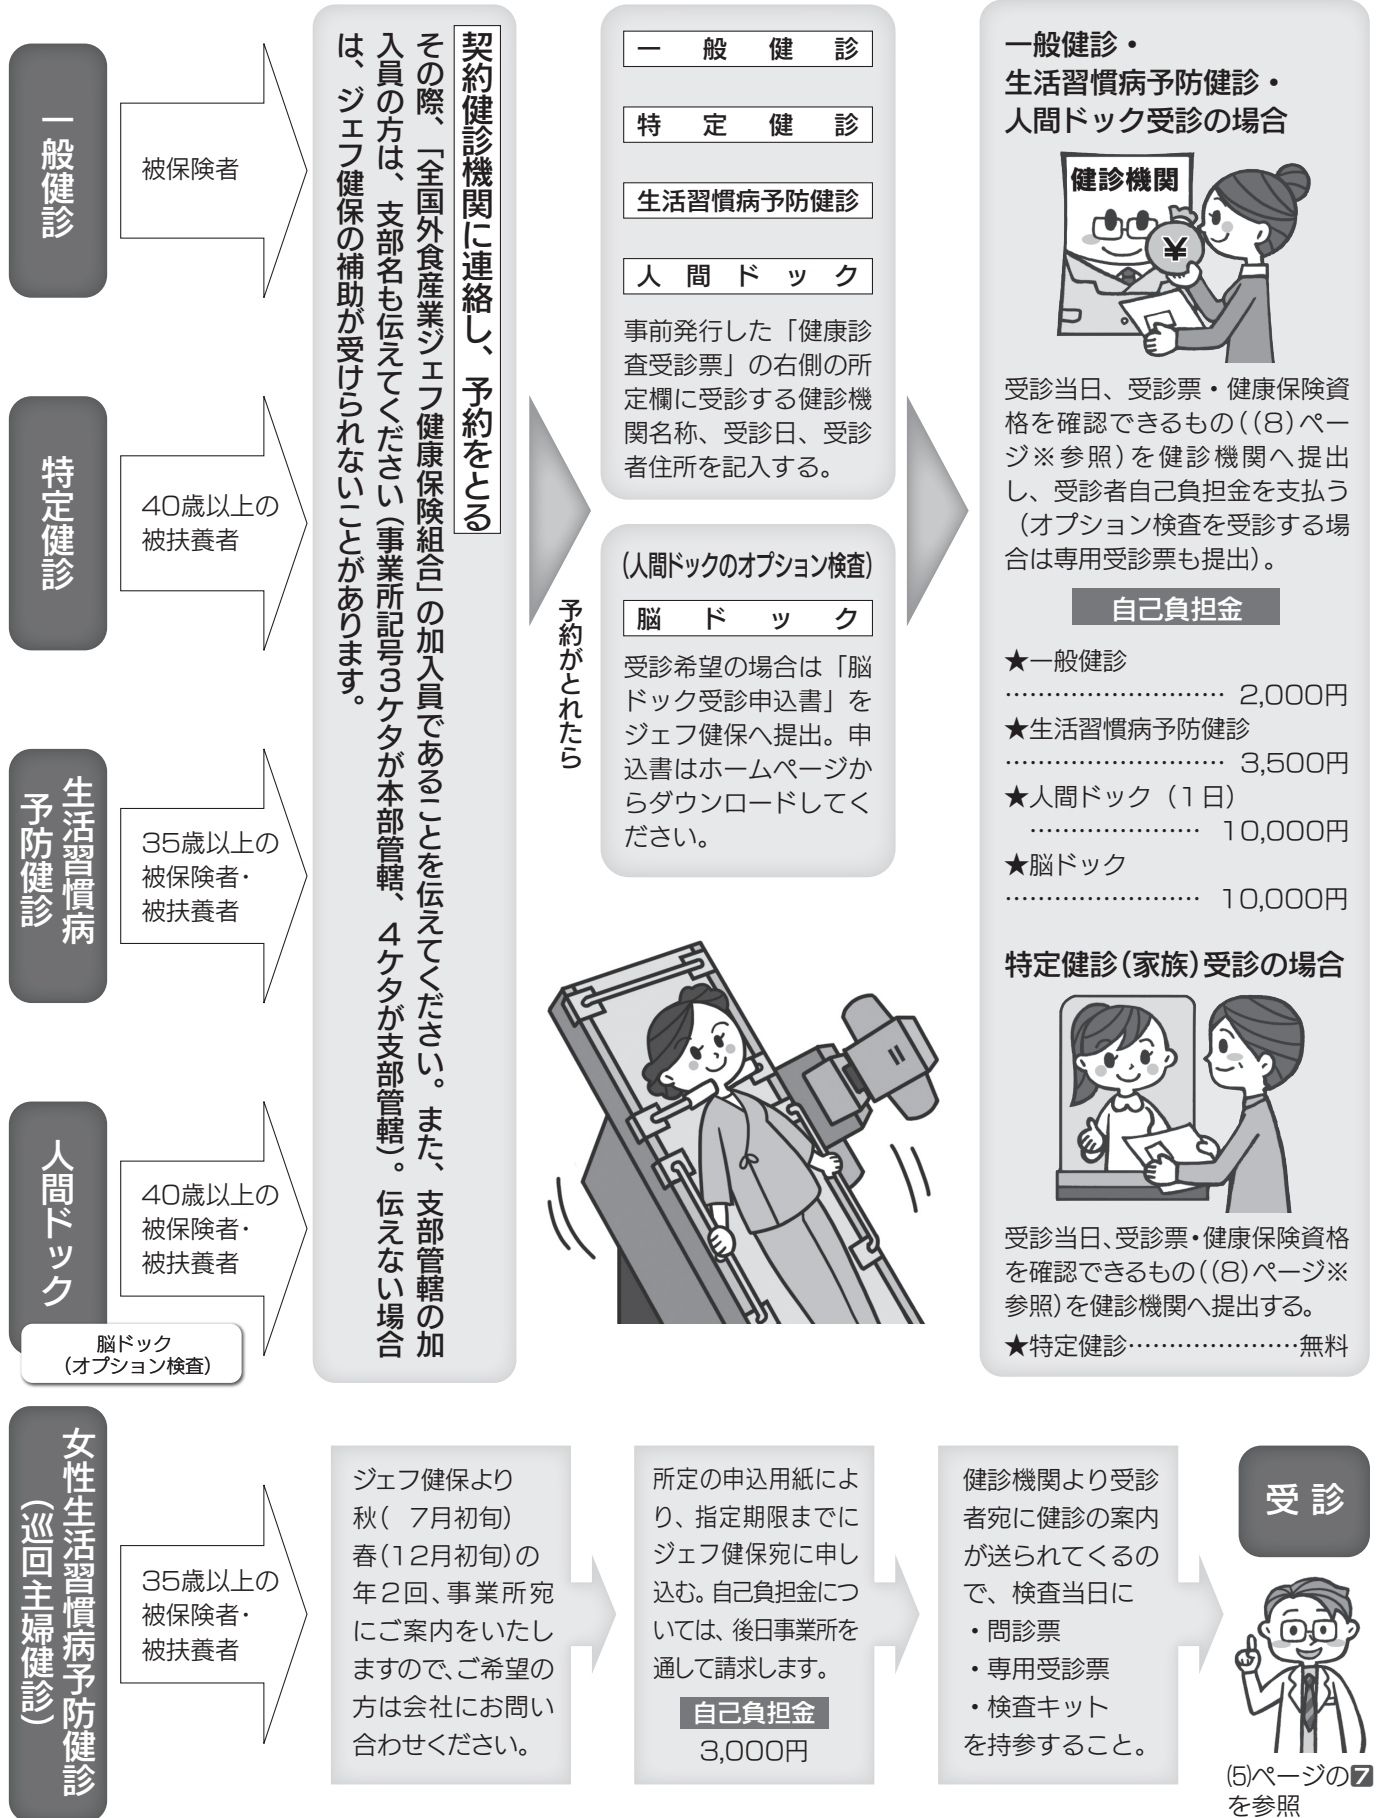 一般健診
被保険者
特定健診
40歳以上の
被扶養者
生活習慣病
予防健診
35歳以上の
被保険者・
被扶養者
人間ドック
40歳以上の
被保険者・
被扶養者
脳ドック
(オプション検査)
契約健診機関に連絡し、予約をとる
その際、「全国外食産業ジェフ健康保険組合」の加入員であることを伝えてください。また、支部管轄の加
入員の方は、支部名も伝えてください(事業所記号3ケタが本部管轄、4ケタが支部管轄)。伝えない場合
は、ジェフ健保の補助が受けられないことがあります。
予約がとれたら
一般健診
特定健診
生活習慣病予防健診
人間ドック
事前発行した「健康診
査受診票」の右側の所
定欄に受診する健診機
関名称、受診日、受診
者住所を記入する。
(人間ドックのオプション検査)
脳ドック
受診希望の場合は「脳
ドック受診申込書」を
ジェフ健保へ提出。申
込書はホームページか
らダウンロードしてく
ださい。
一般健診・
生活習慣病予防健診・
人間ドック受診の場合
健診機関
¥
受診当日、受診票・健康保険資
格を確認できるもの((8)ペー
ジ※参照)を健診機関へ提出
し、受診者自己負担金を支払う
(オプション検査を受診する場
合は専用受診票も提出)。
自己負担金
★一般健診
………………………… 2,000円
★生活習慣病予防健診
………………………… 3,500円
★人間ドック(1日)
………………… 10,000円
★脳ドック
…………………… 10,000円
特定健診(家族)受診の場合
受診当日、受診票・健康保険資格
を確認できるもの((8)ページ※
参照)を健診機関へ提出する。
★特定健診…………………無料
女性生活習慣病予防健診
(巡回主婦健診)
35歳以上の
被保険者・
被扶養者
ジェフ健保より
秋( 7月初旬)
春(12月初旬)の
年2回、事業所宛
にご案内をいたし
ますので、ご希望の
方は会社にお問い
合わせください。
所定の申込用紙によ
り、指定期限までに
ジェフ健保宛に申し
込む。自己負担金につ
いては、後日事業所を
通して請求します。
自己負担金
3,000円
健診機関より受診
者宛に健診の案内
が送られてくるの
で、検査当日に
・問診票
・専用受診票
・検査キット
を持参すること。
受診
(5)ページの7
を参照